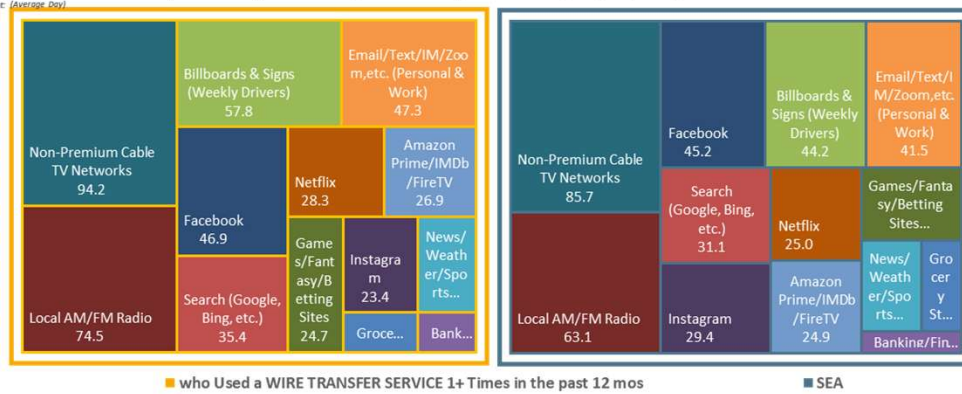 (Average Day)
Non-Premium Cable
TV Networks
94.2
Local AM/FM Radio
74.5
Billboards & Signs
(Weekly Drivers)
57.8
Email/Text/IM/Zoo
m,etc. (Personal &
Work)
47.3
Facebook
46.9
Search (Google,
Bing, etc.)
35.4
Netflix
28.3
Amazon
Prime/IMDb
/FireTV
26.9
Game
s/Fant
asy/B
etting
Sites
24.7
Instagra
m
23.4
News/
Weath
er/Spo
rts...
Groce...
Bank...
Non-Premium Cable
TV Networks
85.7
Local AM/FM Radio
63.1
Facebook
45.2
Billboards &
Signs (Weekly
Drivers)
44.2
Email/Text/I
M/Zoom,etc.
(Personal &
Work)
41.5
Search
(Google, Bing,
etc.)
31.1
Instagram
29.4
Netflix
25.0
Amazon
Prime/IMDb
/FireTV
24.9
Games/Fanta
sy/Betting
Sites...
News/
Weath
er/Spo
rts...
Gro
cer
y
St...
Banking/Fin...
who Used a WIRE TRANSFER SERVICE 1+ Times in the past 12 mos
SEA